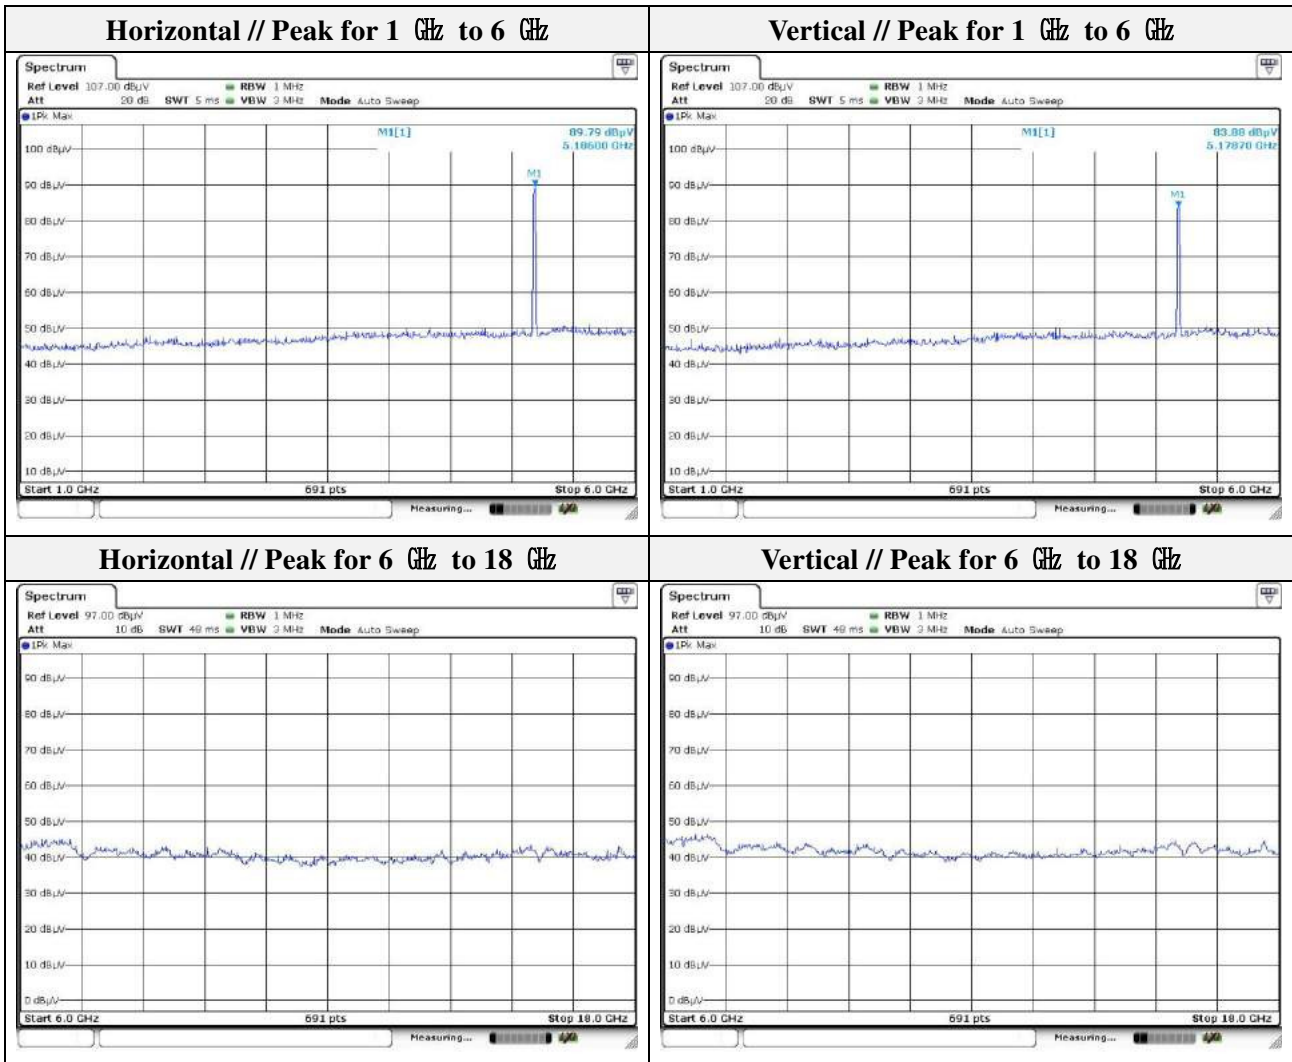 Horizontal // Peak for 1 ㎓ to 6 ㎓
Vertical // Peak for 1 ㎓ to 6 ㎓
Spectrum
Ref Level 107.00 dBµV RBW 1 MHz
Att 20 dB SWT 5 ms VBW 3 MHz Mode Auto Sweep
1Pk Max
M1[1] 89.79 dBµV
5.18600 GHz
100 dBµV
M1
90 dBµV
80 dBµV
70 dBµV
60 dBµV
50 dBµV
40 dBµV
30 dBµV
20 dBµV
10 dBµV
Start 1.0 GHz 691 pts Stop 6.0 GHz
Measuring...
Spectrum
Ref Level 107.00 dBµV RBW 1 MHz
Att 20 dB SWT 5 ms VBW 3 MHz Mode Auto Sweep
1Pk Max
M1[1] 83.88 dBµV
5.17870 GHz
100 dBµV
90 dBµV
M1
80 dBµV
70 dBµV
60 dBµV
50 dBµV
40 dBµV
30 dBµV
20 dBµV
10 dBµV
Start 1.0 GHz 691 pts Stop 6.0 GHz
Measuring...
Horizontal // Peak for 6 ㎓ to 18 ㎓
Vertical // Peak for 6 ㎓ to 18 ㎓
Spectrum
Ref Level 97.00 dBµV RBW 1 MHz
Att 10 dB SWT 48 ms VBW 3 MHz Mode Auto Sweep
1Pk Max
90 dBµV
80 dBµV
70 dBµV
60 dBµV
50 dBµV
40 dBµV
30 dBµV
20 dBµV
10 dBµV
0 dBµV
Start 6.0 GHz 691 pts Stop 18.0 GHz
Measuring...
Spectrum
Ref Level 97.00 dBµV RBW 1 MHz
Att 10 dB SWT 48 ms VBW 3 MHz Mode Auto Sweep
1Pk Max
90 dBµV
80 dBµV
70 dBµV
60 dBµV
50 dBµV
40 dBµV
30 dBµV
20 dBµV
10 dBµV
0 dBµV
Start 6.0 GHz 691 pts Stop 18.0 GHz
Measuring...